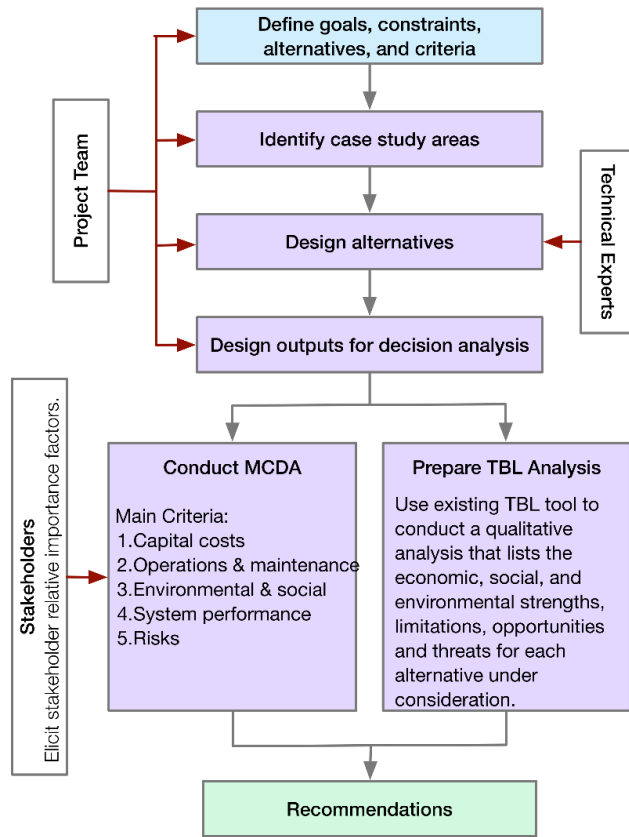 Define goals, constraints,
alternatives, and criteria
Project Team
Identify case study areas
Technical Experts
Design alternatives
Design outputs for decision analysis
Stakeholders
Elicit stakeholder relative importance factors.
Conduct MCDA
Main Criteria:
1.Capital costs
2.Operations & maintenance
3.Environmental & social
4.System performance
5.Risks
Prepare TBL Analysis
Use existing TBL tool to
conduct a qualitative
analysis that lists the
economic, social, and
environmental strengths,
limitations, opportunities
and threats for each
alternative under
consideration.
Recommendations